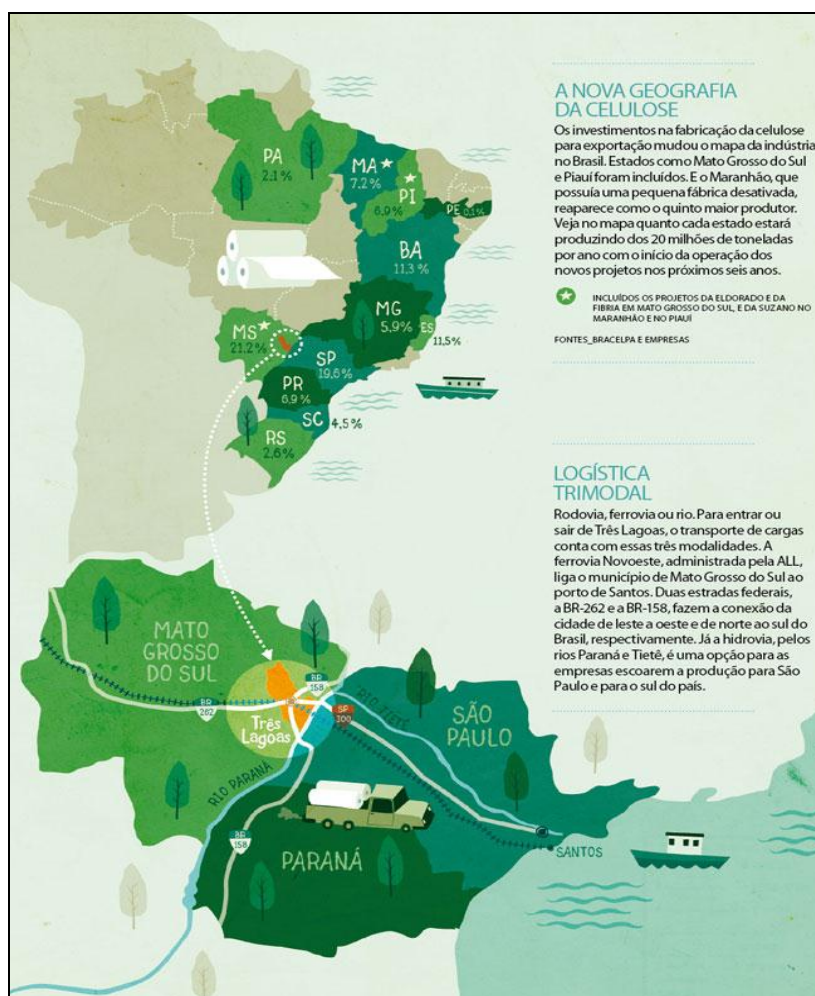 A NOVA GEOGRAFIA
DA CELULOSE
Os investimentos na fabricação da celulose
para exportação mudou o mapa da indústria
no Brasil. Estados como Mato Grosso do Sul
e Piauí foram incluídos. E o Maranhão, que
possuía uma pequena fábrica desativada,
reaparece como o quinto maior produtor.
Veja no mapa quanto cada estado estará
produzindo dos 20 milhões de toneladas
por ano com o início da operação dos
novos projetos nos próximos seis anos.
INCLUÍDOS OS PROJETOS DA ELDORADO E DA
FIBRIA EM MATO GROSSO DO SUL, E DA SUZANO NO
MARANHÃO E NO PIAUÍ
FONTES_BRACELPA E EMPRESAS
PA
2,1%
MA
7,2%
PI
6,9%
PE 0,1%
BA
11,3%
MG
5,9%
ES
11,5%
MS
21,2%
SP
19,6%
PR
6,9%
SC
4,5%
RS
2,6%
LOGÍSTICA
TRIMODAL
Rodovia, ferrovia ou rio. Para entrar ou
sair de Três Lagoas, o transporte de cargas
conta com essas três modalidades. A
ferrovia Novoeste, administrada pela ALL,
liga o município de Mato Grosso do Sul ao
porto de Santos. Duas estradas federais,
a BR-262 e a BR-158, fazem a conexão da
cidade de leste a oeste e de norte ao sul do
Brasil, respectivamente. Já a hidrovia, pelos
rios Paraná e Tietê, é uma opção para as
empresas escoarem a produção para São
Paulo e para o sul do país.
MATO
GROSSO
DO SUL
BR
158
BR
262
SP
300
Três
Lagoas
RIO TIETÊ
SÃO
PAULO
RIO PARANÁ
BR
158
PARANÁ
SANTOS